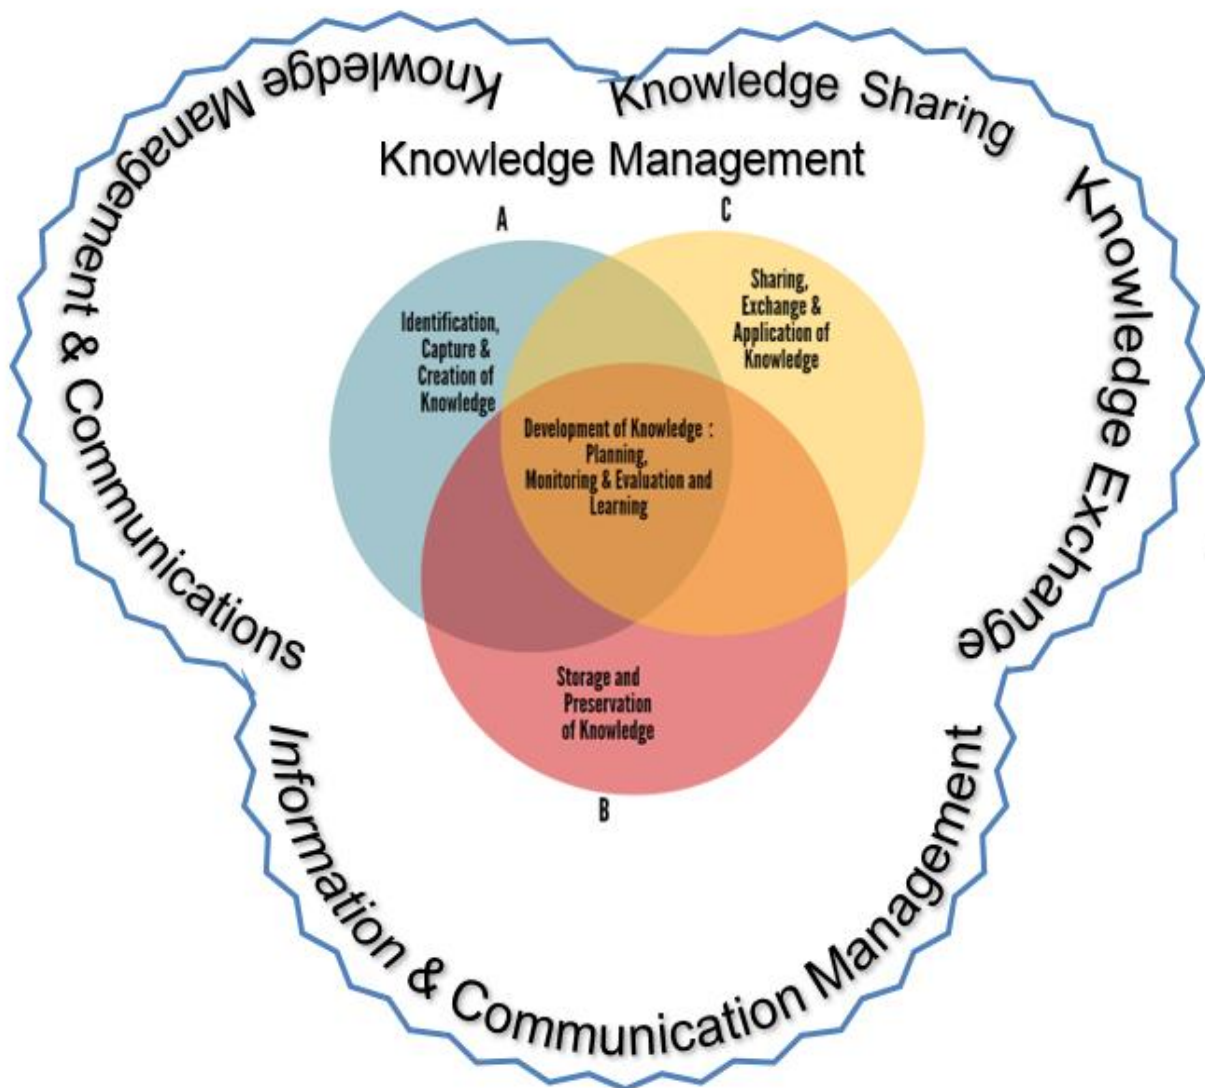 Knowledge Management & Communications
Knowledge Sharing
Knowledge Exchange
Knowledge Management
A
C
Identification,
Capture &
Creation of
Knowledge
Sharing,
Exchange &
Application of
Knowledge
Development of Knowledge :
Planning,
Monitoring & Evaluation and
Learning
Storage and
Preservation
of Knowledge
B
Information & Communication Management